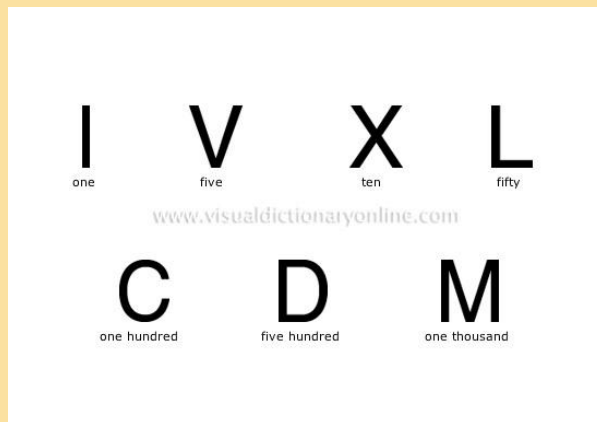 I V X L
one five ten fifty
www.visualdictionaryonline.com
C D M
one hundred five hundred one thousand